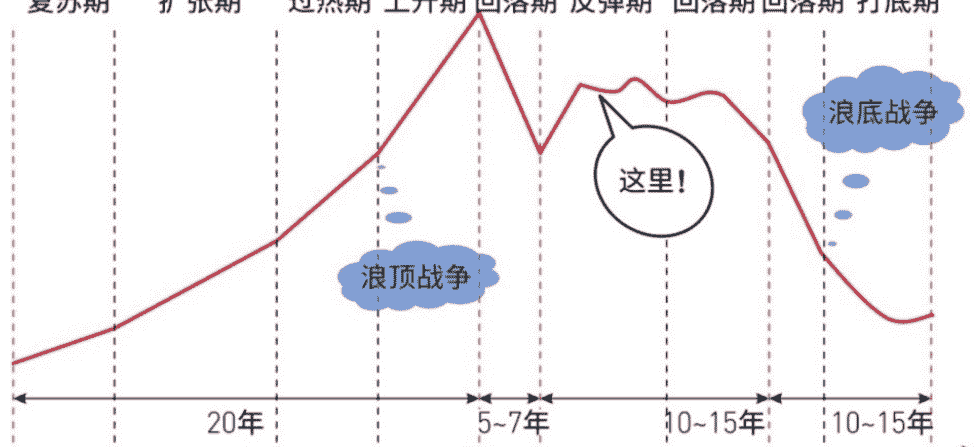 复苏期 扩张期 过热期 上升期 回落期 反弹期 回落期 回落期 打底期
浪底战争
这里！
浪顶战争
20年 5~7年 10~15年 10~15年